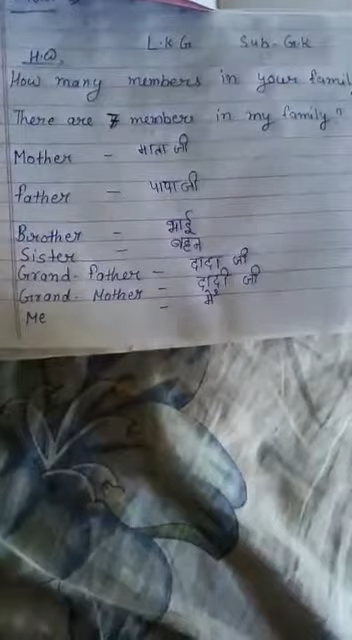 L.K.G Sub-G.K
H.Q.
How many members in your famil
There are 7 members in my family?
Mother - माता जी
father - पापा जी
Brother - भाई
Sister - बहन
Grand-father - दादा जी
Grand-Mother - दादी जी
Me - मैं